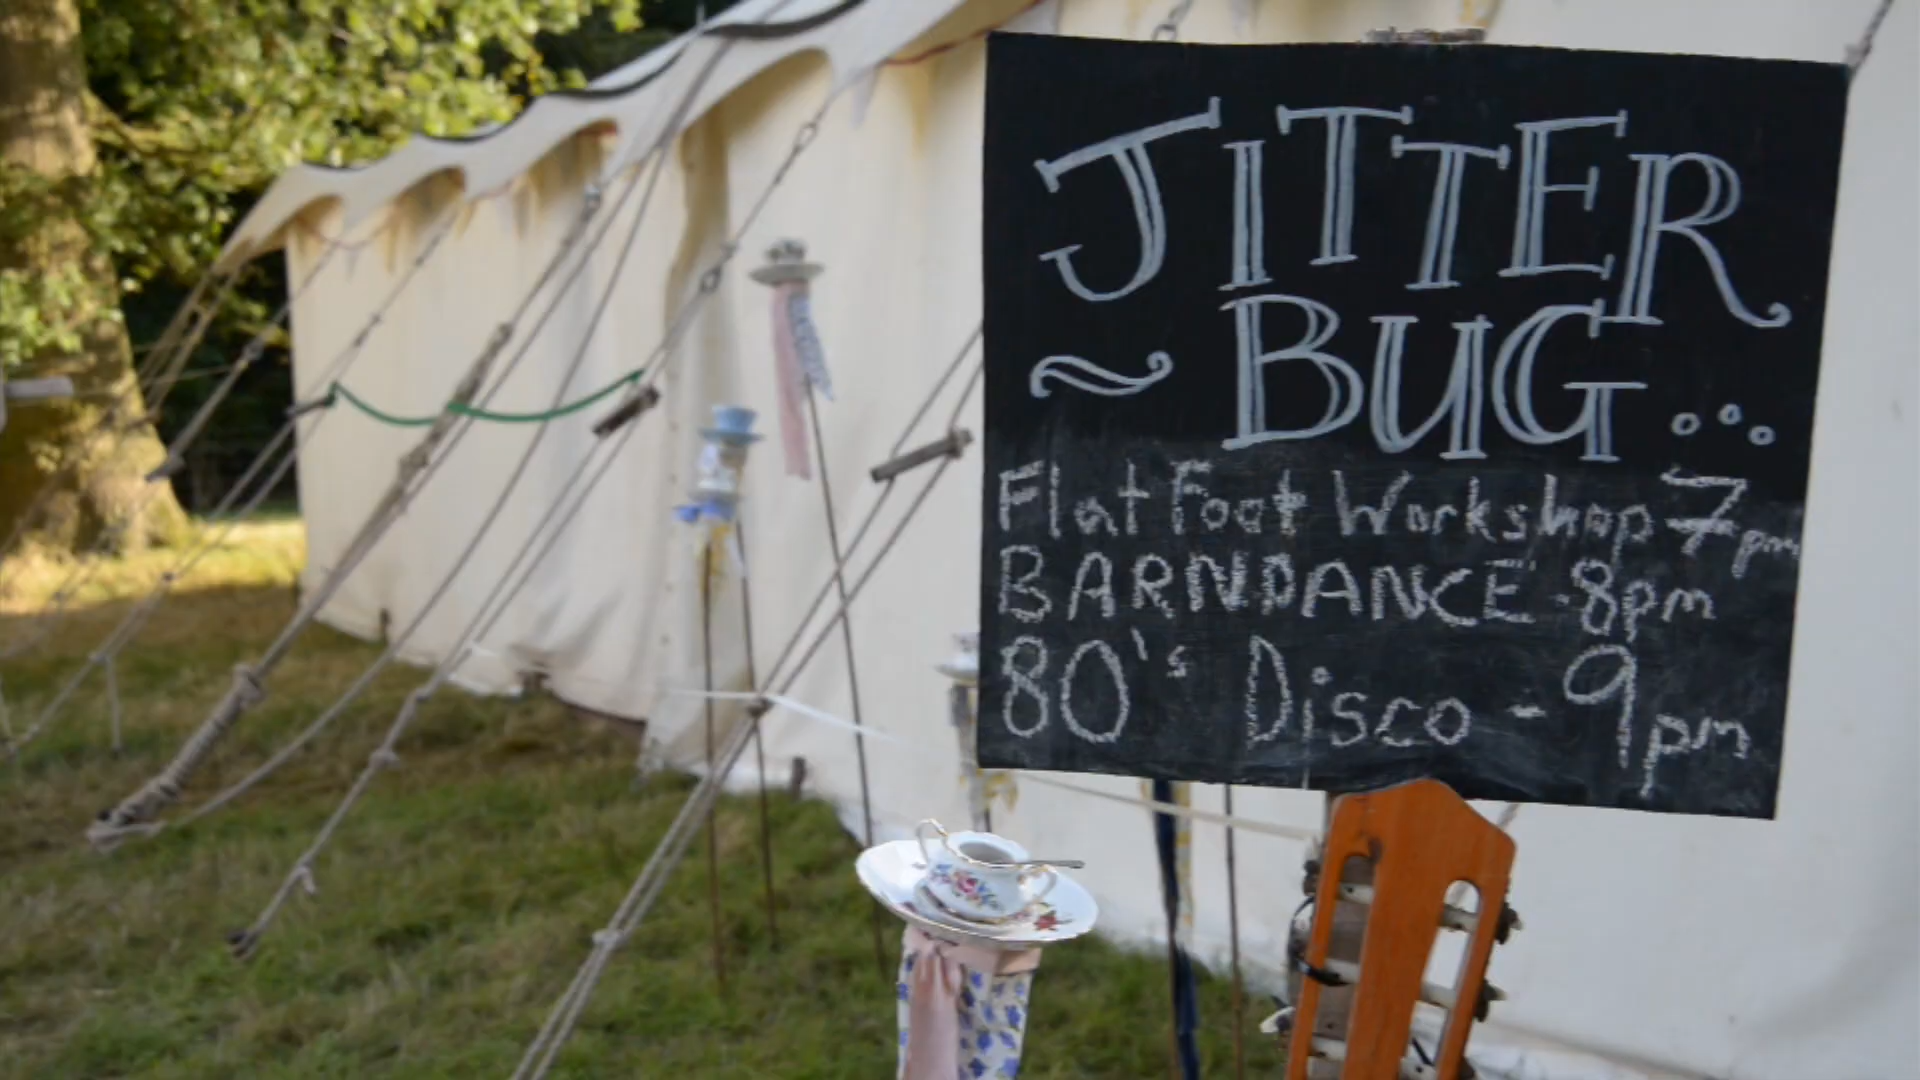 JITTER
~ BUG...
Flat Foot Workshop 7pm
BARNDANCE - 8pm
80's Disco - 9pm